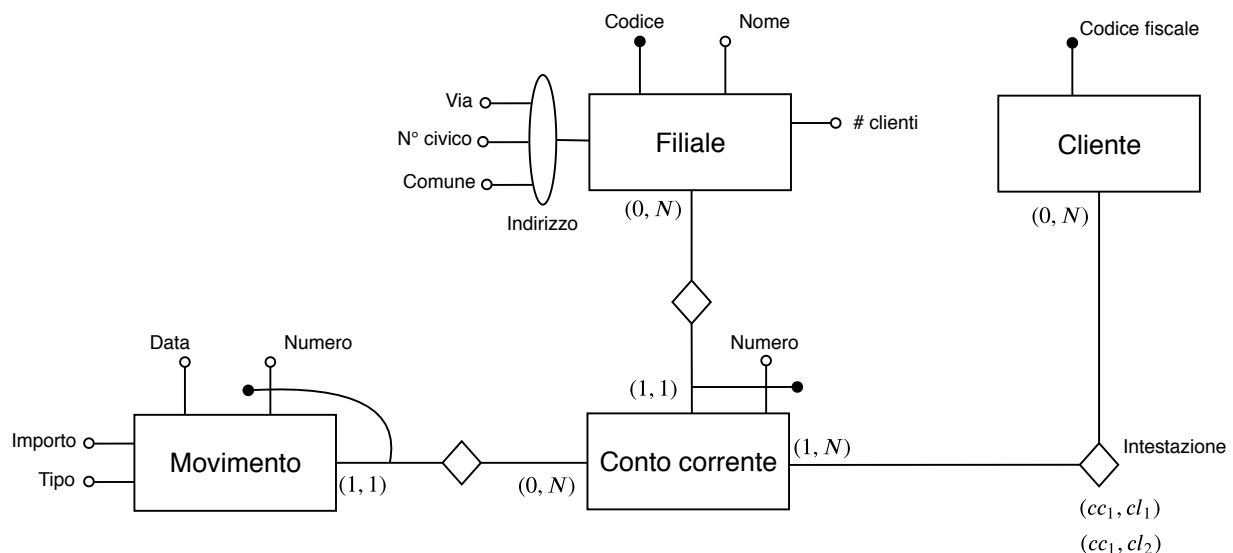 Codice
Nome
Codice fiscale
Via
N° civico
Comune
Indirizzo
Filiale
# clienti
Cliente
(0, N)
(0, N)
Data
Numero
Numero
(1, 1)
Importo
Tipo
Movimento
(1, 1)
(0, N)
Conto corrente
(1, N)
Intestazione
(cc₁, cl₁)
(cc₁, cl₂)